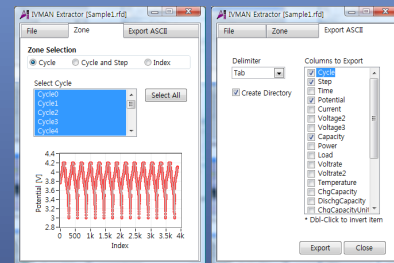 IVMAN Extractor [Sample1.rfd]
File Zone Export ASCII
Zone Selection
Cycle Cycle and Step Index
Select Cycle
Cycle0
Cycle1
Cycle2
Cycle3
Cycle4
Select All
4.4
4.2
4
3.8
3.6
3.4
3.2
3
2.8
Potential [V]
0 500 1k 1.5k 2k 2.5k 3k 3.5k 4k
Index
IVMAN Extractor [Sample1.rfd]
File Zone Export ASCII
Delimiter
Tab
Create Directory
Columns to Export
Cycle
Step
Time
Potential
Current
Voltage2
Voltage3
Capacity
Power
Load
Voltrate
Voltrate2
Temperature
ChgCapacity
DischgCapacity
ChgCapacityUnit
* Dbl-Click to invert item
Export Close